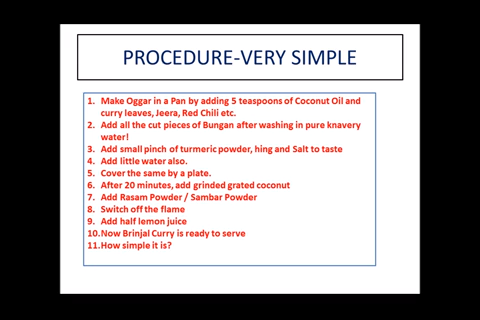 PROCEDURE-VERY SIMPLE
1. Make Oggar in a Pan by adding 5 teaspoons of Coconut Oil and
curry leaves, Jeera, Red Chili etc.
2. Add all the cut pieces of Bungan after washing in pure knavery
water!
3. Add small pinch of turmeric powder, hing and Salt to taste
4. Add little water also.
5. Cover the same by a plate.
6. After 20 minutes, add grinded grated coconut
7. Add Rasam Powder / Sambar Powder
8. Switch off the flame
9. Add half lemon juice
10.Now Brinjal Curry is ready to serve
11.How simple it is?